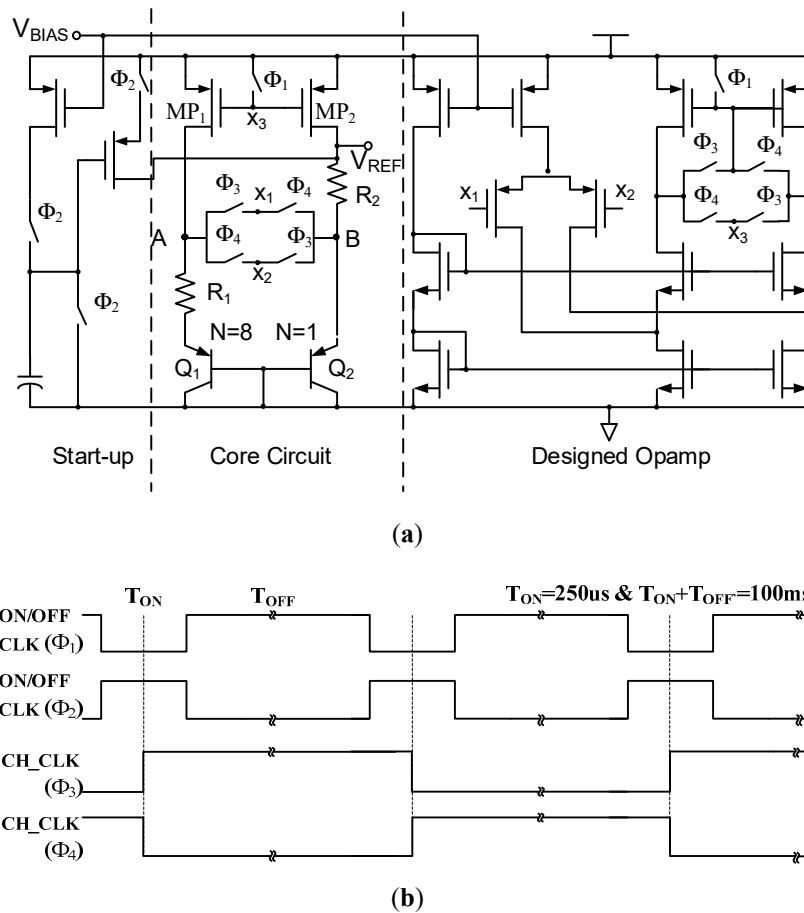 V_BIAS
Φ2
Φ1
Φ1
MP1
MP2
x3
V_REF
Φ3
Φ4
R2
Φ3
x1
Φ4
x1
x2
Φ4
Φ3
A
B
Φ2
Φ4
Φ3
x2
x3
R1
Φ2
N=8
N=1
Q1
Q2
Start-up
Core Circuit
Designed Opamp
(a)
T_ON
T_OFF
T_ON=250us & T_ON+T_OFF=100ms
ON/OFF
CLK (Φ1)
ON/OFF
CLK (Φ2)
CH_CLK
(Φ3)
CH_CLK
(Φ4)
(b)